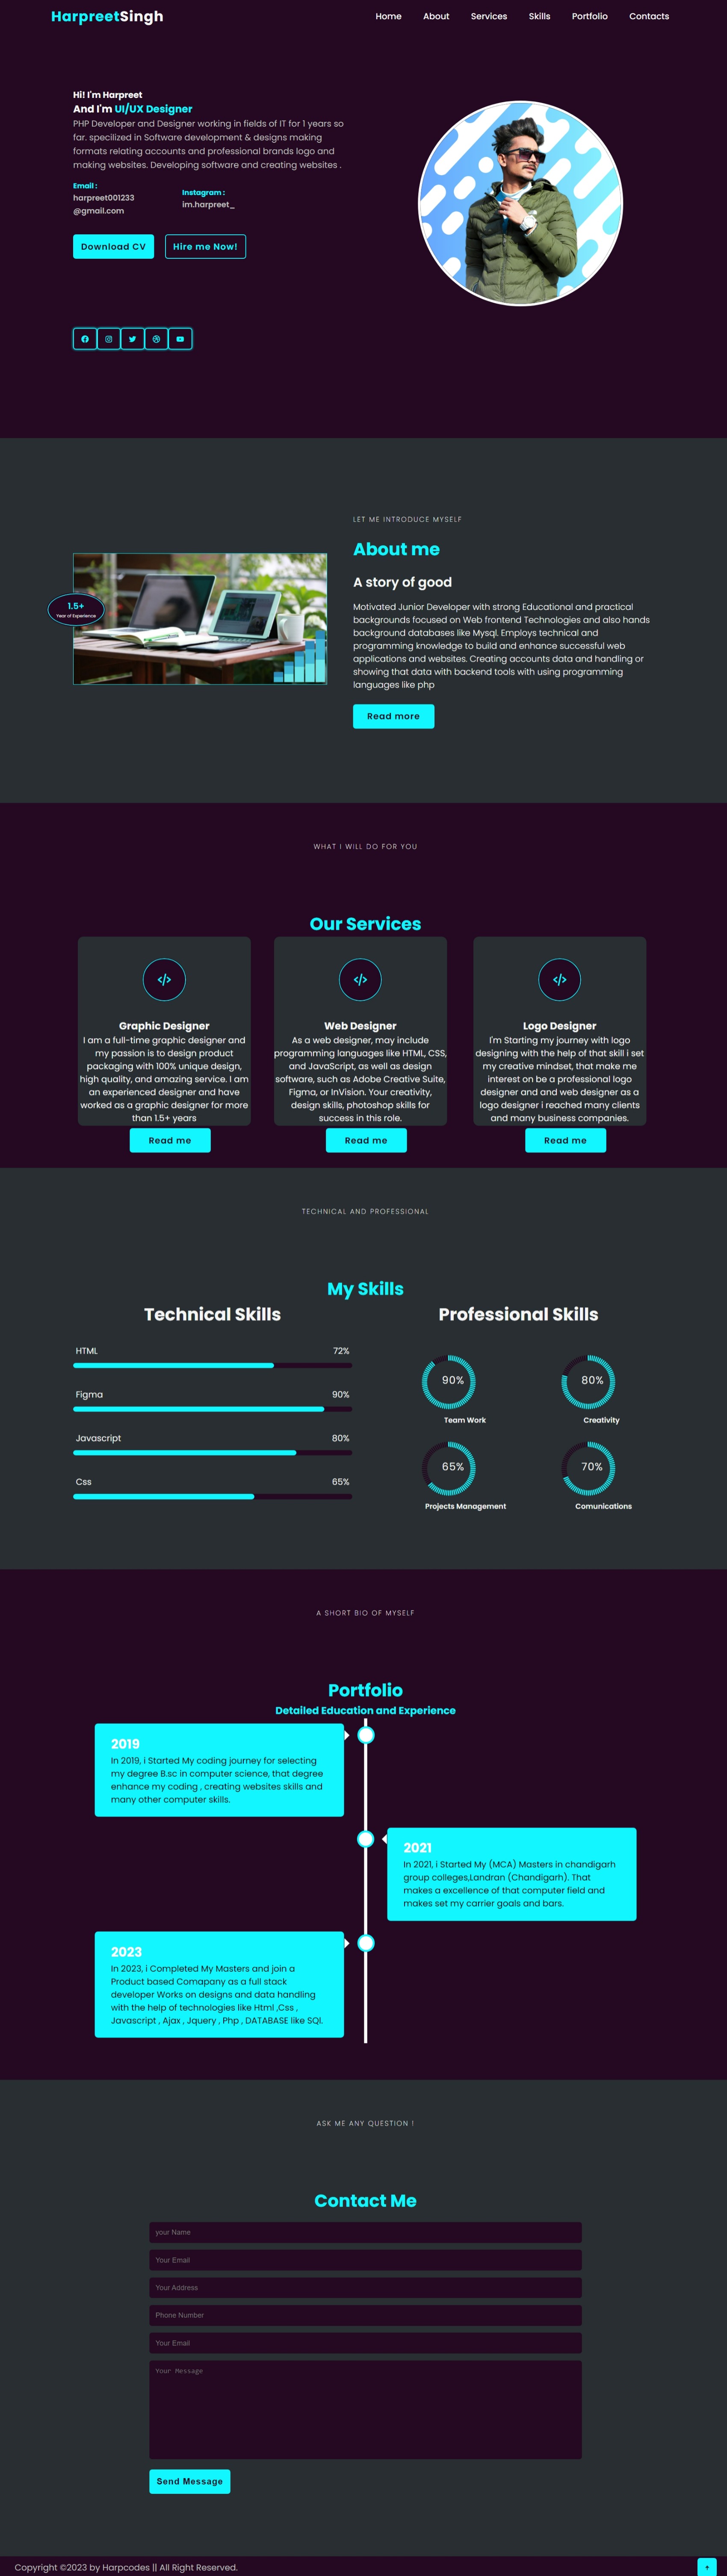 HarpreetSingh
Home About Services Skills Portfolio Contacts
Hi! I'm Harpreet
And I'm UI/UX Designer
PHP Developer and Designer working in fields of IT for 1 years so
far. specilized in Software development & designs making
formates relating accounts and professional brands logo and
making websites. Developing software and creating websites .
Email :
harpreet001233
@gmail.com
Instagram :
im.harpreet_
Download CV
Hire me Now!
LET ME INTRODUCE MYSELF
About me
A story of good
1.5+
Year of Experience
Motivated Junior Developer with strong Educational and practical
backgrounds focused on Web frontend Technologies and also hands
background databases like Mysql. Employs technical and
programming knowledge to build and enhance successful web
applications and websites. Creating accounts data and handling or
showing that data with backend tools with using programming
languages like php
Read more
WHAT I WILL DO FOR YOU
Our Services
</>
Graphic Designer
I am a full-time graphic designer and
my passion is to design product
packaging with 100% unique design,
high quality, and amazing service. I am
an experienced designer and have
worked as a graphic designer for more
than 1.5+ years
Read me
</>
Web Designer
As a web designer, may include
programming languages like HTML, CSS,
and JavaScript, as well as design
software, such as Adobe Creative Suite,
Figma, or InVision. Your creativity,
design skills, photoshop skills for
success in this role.
Read me
</>
Logo Designer
I'm Starting my journey with logo
designing with the help of that skill i set
my creative mindset, that make me
interest on be a professional logo
designer and and web designer as a
logo designer i reached many clients
and many business companies.
Read me
TECHNICAL AND PROFESSIONAL
My Skills
Technical Skills
HTML 72%
Figma 90%
Javascript 80%
Css 65%
Professional Skills
90%
Team Work
80%
Creativity
65%
Projects Management
70%
Comunications
A SHORT BIO OF MYSELF
Portfolio
Detailed Education and Experience
2019
In 2019, i Started My coding journey for selecting
my degree B.sc in computer science, that degree
enhance my coding , creating websites skills and
many other computer skills.
2021
In 2021, i Started My (MCA) Masters in chandigarh
group colleges,Landran (Chandigarh). That
makes a excellence of that computer field and
makes set my carrier goals and bars.
2023
In 2023, i Completed My Masters and join a
Product based Comapany as a full stack
developer Works on designs and data handling
with the help of technologies like Html ,Css ,
Javascript , Ajax , Jquery , Php , DATABASE like SQl.
ASK ME ANY QUESTION !
Contact Me
your Name
Your Email
Your Address
Phone Number
Your Email
Your Message
Send Message
Copyright ©2023 by Harpcodes || All Right Reserved.